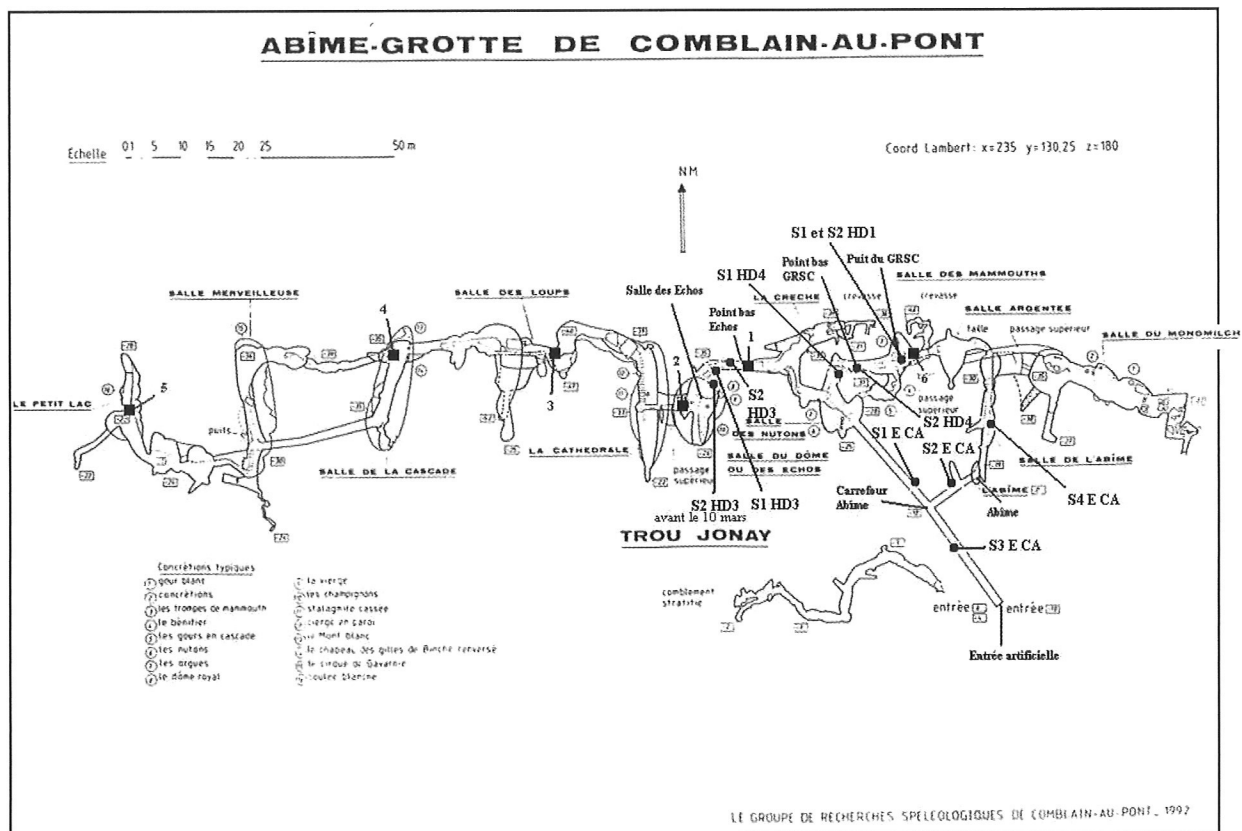 ABÎME-GROTTE DE COMBLAIN-AU-PONT
Echelle 01 5 10 15 20 25 50 m
Coord Lambert: x=235 y=130,25 z=180
NM
S1 et S2 HD1
Point bas
GRSC
Puit du GRSC
S1 HD4
SALLE DES MAMMOUTHS
SALLE MERVEILLEUSE
SALLE DES LOUPS
Salle des Echos
LA CRECHE
crevasse
crevasse
SALLE ARGENTEE
Point bas
Echos
faille
passage supérieur
SALLE DU MONOMILCH
4
1
2
3
5
6
LE PETIT LAC
puits
S2
HD3
passage
supérieur
S2 HD4
SALLE
DES NUTONS
S1 E CA
S2 E CA
LA CATHEDRALE
SALLE DU DÔME
OU DES ECHOS
SALLE DE L'ABÎME
SALLE DE LA CASCADE
passage
supérieur
L'ABÎME
S2 HD3
S1 HD3
Carrefour
Abîme
Abîme
S4 E CA
avant le 10 mars
TROU JONAY
S3 E CA
comblement
stratifié
entrée
entrée
Entrée artificielle
Concrétions typiques
gour blanc
concrétions
les trompes de mammouth
le bénitier
les gours en cascade
les nutons
les orgues
le dôme royal
la vierge
les champignons
stalagmite cassée
cierge en paroi
le Mont blanc
le chapeau des gilles de Binche renversé
le cirque de Gavarnie
coulée blanche
LE GROUPE DE RECHERCHES SPELEOLOGIQUES DE COMBLAIN-AU-PONT_ 1992